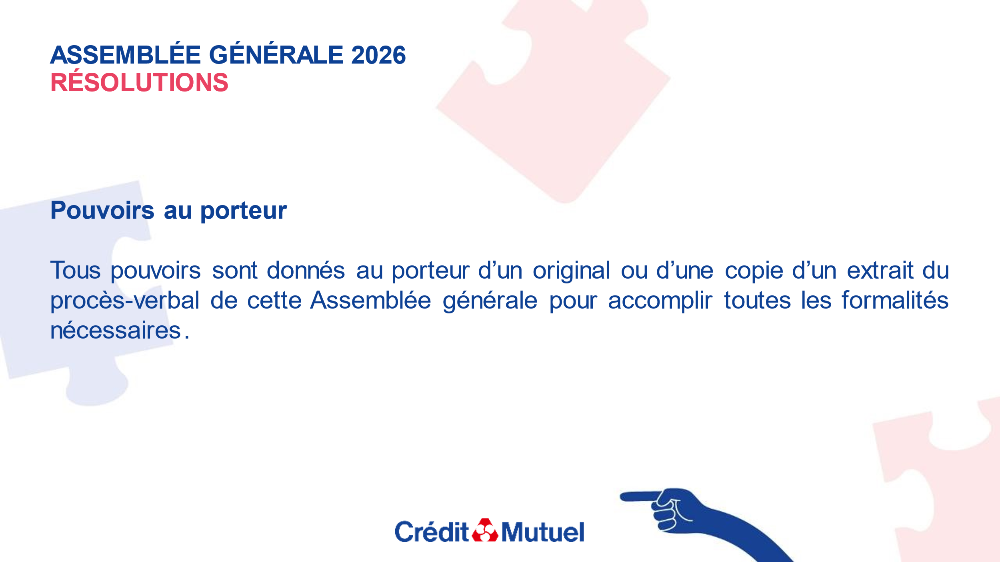 ASSEMBLÉE GÉNÉRALE 2026
RÉSOLUTIONS
Pouvoirs au porteur
Tous pouvoirs sont donnés au porteur d’un original ou d’une copie d’un extrait du
procès-verbal de cette Assemblée générale pour accomplir toutes les formalités
nécessaires.
Crédit Mutuel